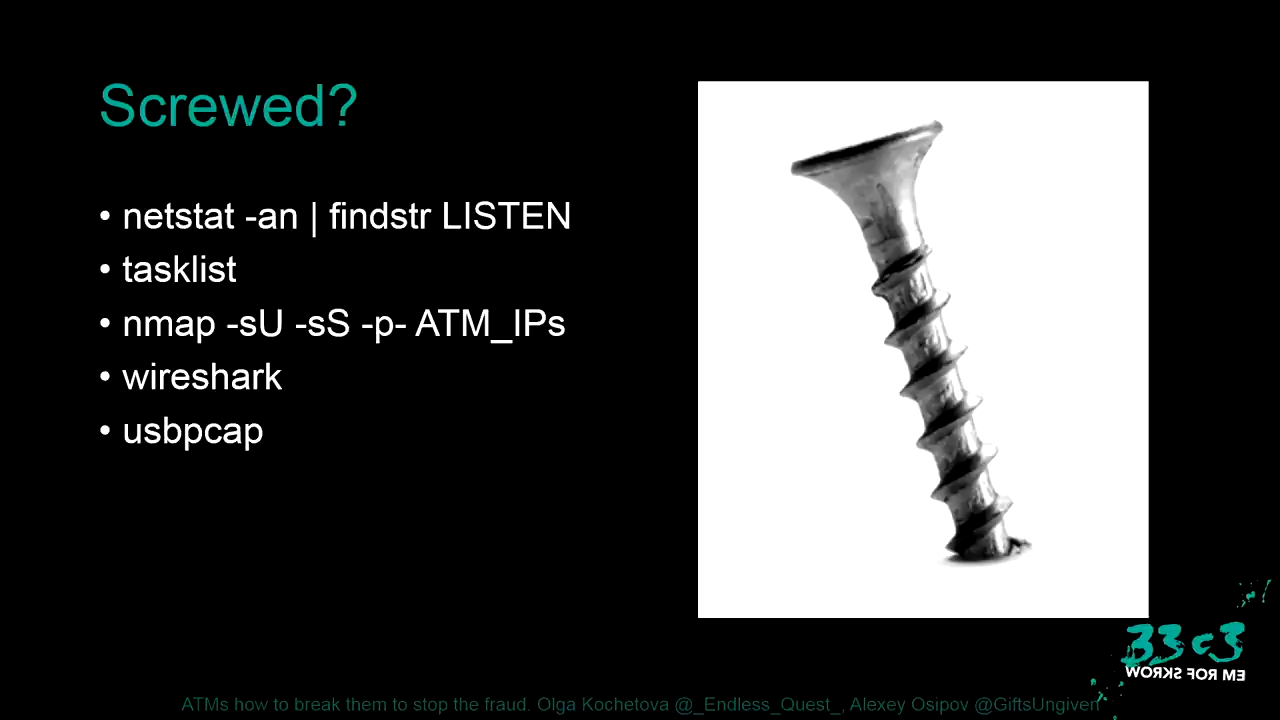 Screwed?
• netstat -an | findstr LISTEN
• tasklist
• nmap -sU -sS -p- ATM_IPs
• wireshark
• usbpcap
33c3
WORKS FOR ME
ATMs how to break them to stop the fraud. Olga Kochetova @_Endless_Quest_, Alexey Osipov @GiftsUngiven